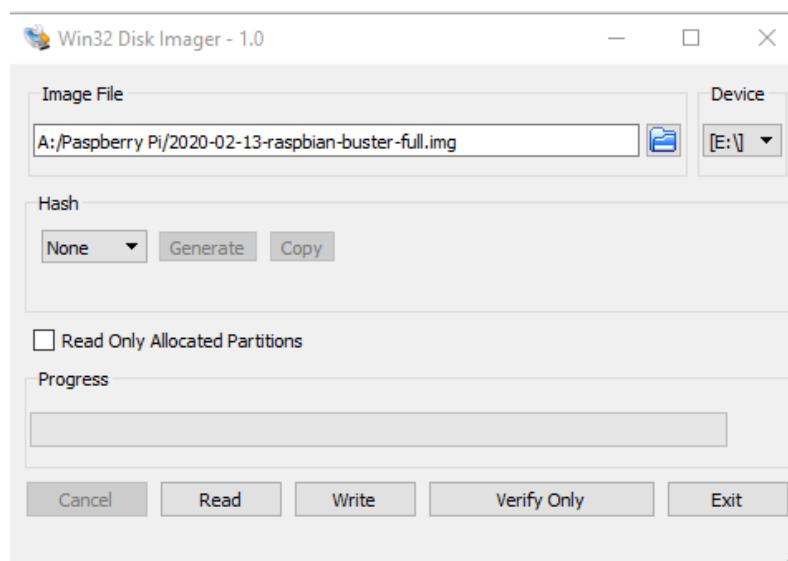 Win32 Disk Imager - 1.0
Image File
Device
A:/Paspberry Pi/2020-02-13-raspbian-buster-full.img
[E:\]
Hash
None
Generate
Copy
Read Only Allocated Partitions
Progress
Cancel
Read
Write
Verify Only
Exit